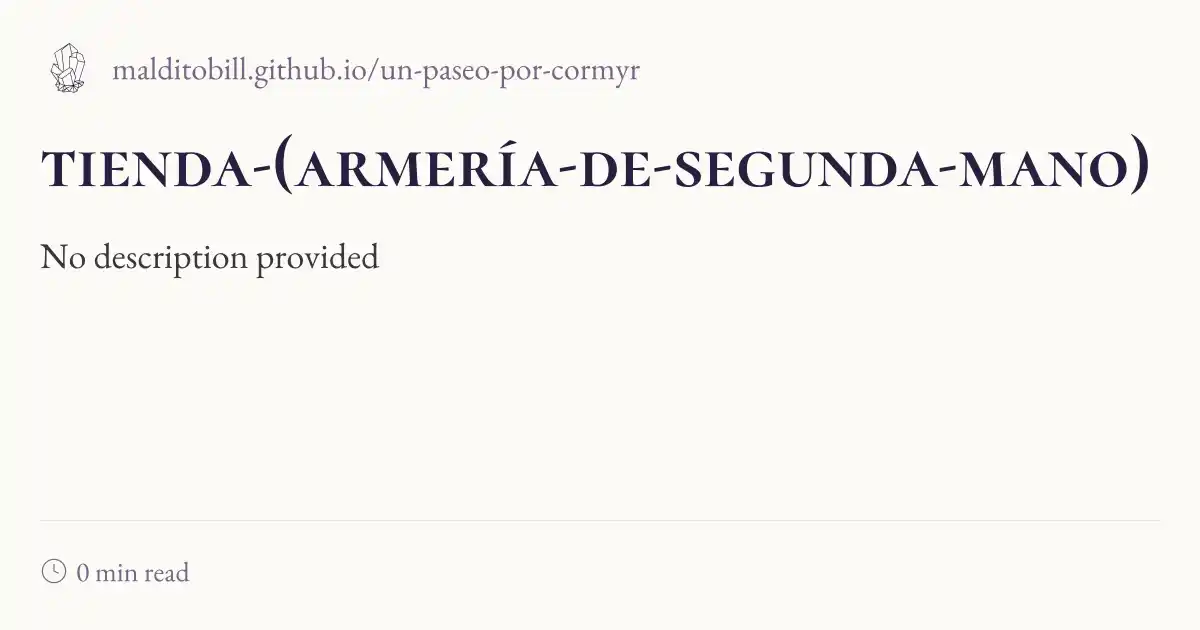 malditobill.github.io/un-paseo-por-cormyr
TIENDA-(ARMERÍA-DE-SEGUNDA-MANO)
No description provided
0 min read